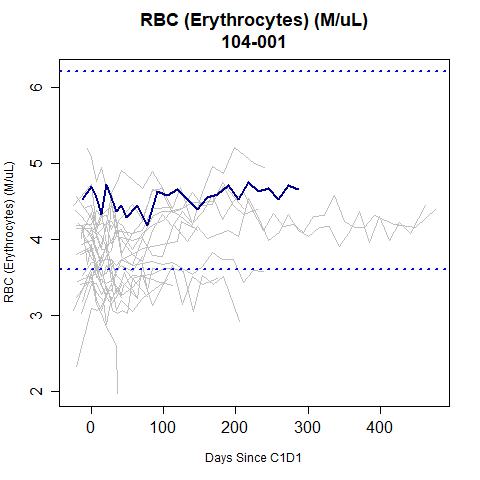 RBC (Erythrocytes) (M/uL)
104-001
RBC (Erythrocytes) (M/uL)
6
5
4
3
2
0 100 200 300 400
Days Since C1D1